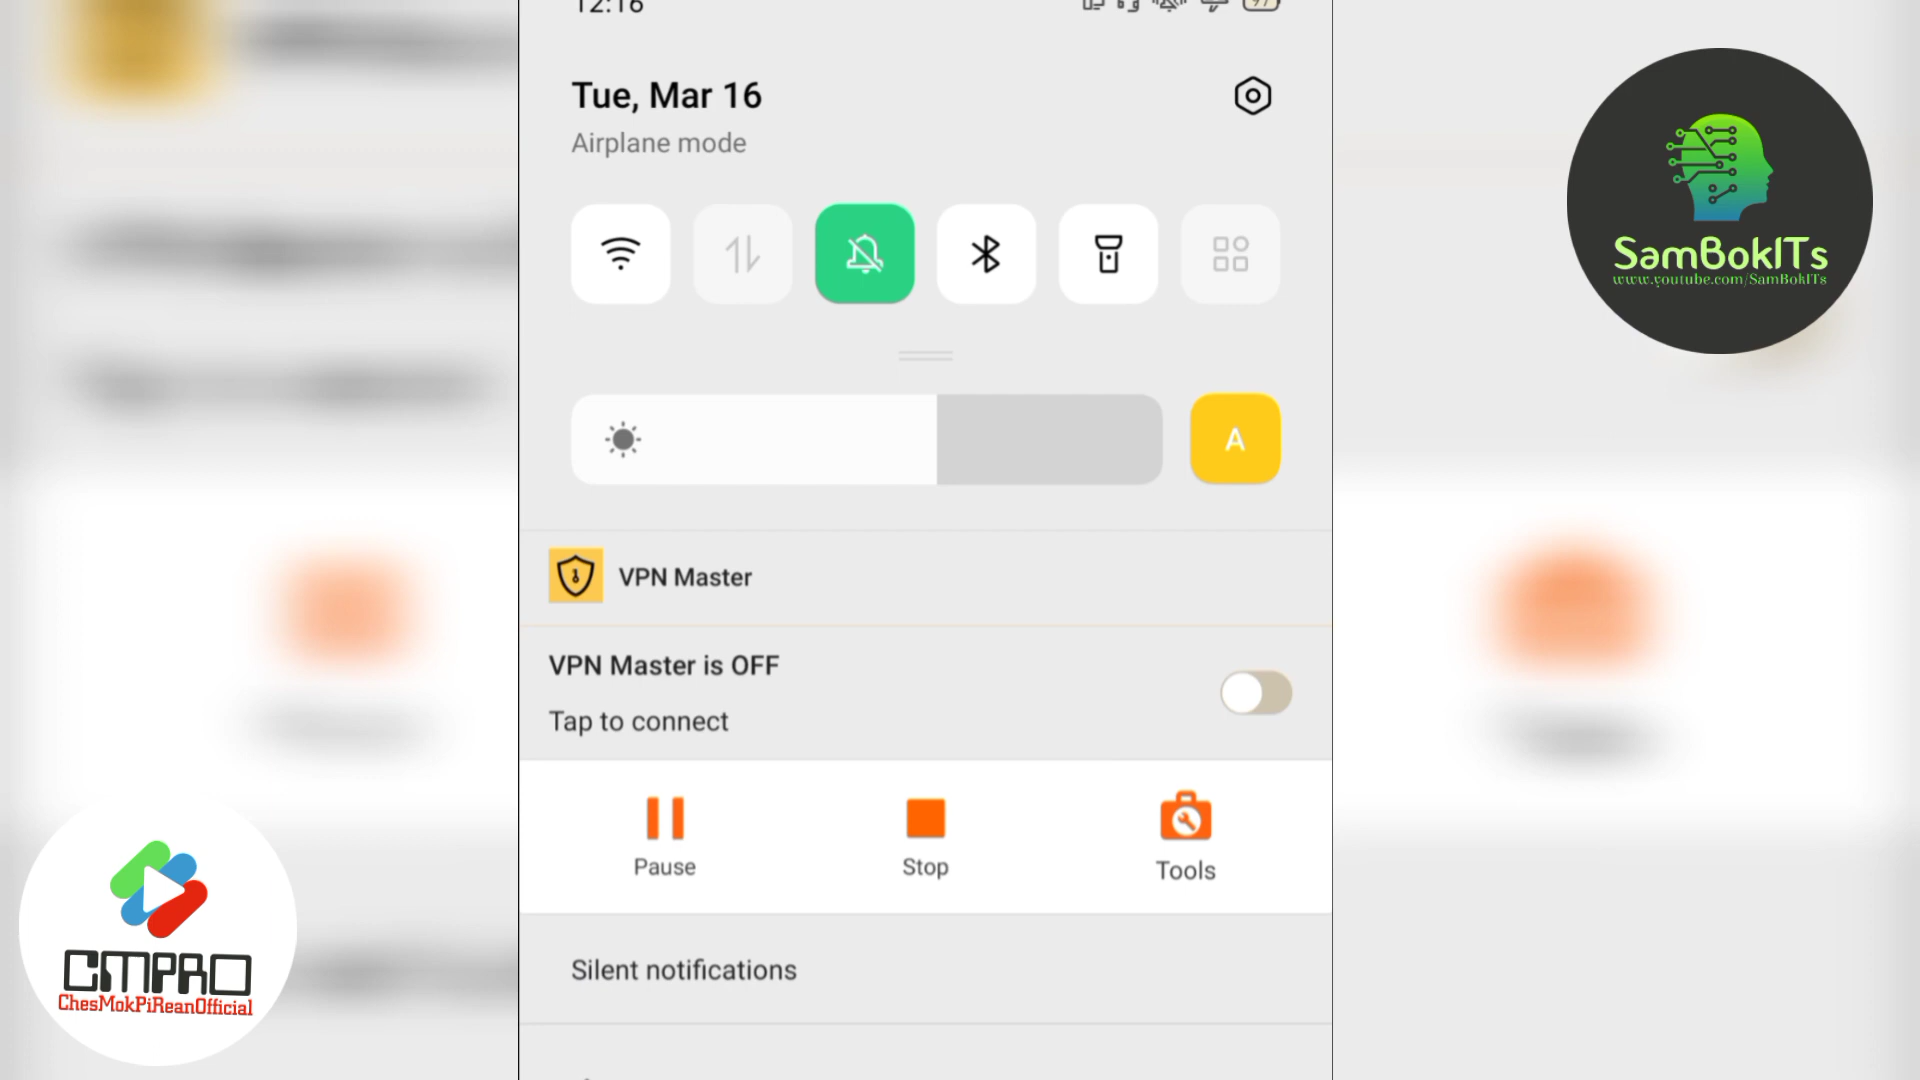 12:16
97
Tue, Mar 16
Airplane mode
A
VPN Master
VPN Master is OFF
Tap to connect
Pause
Stop
Tools
Silent notifications
SamBokITs
www.youtube.com/SamBokITs
CMPRO
ChesMokPiReanOfficial